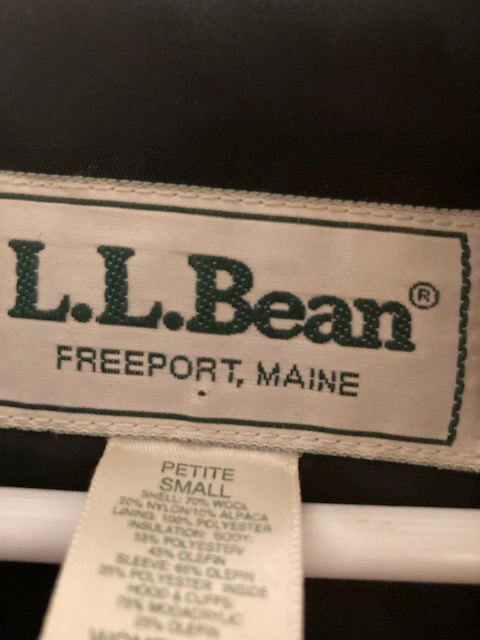 L.L.Bean®
FREEPORT, MAINE
PETITE
SMALL
SHELL: 70% WOOL
20% NYLON/10% ALPACA
LINING: 100% POLYESTER
INSULATION: BODY:
55% POLYESTER
45% OLEFIN
SLEEVE: 65% OLEFIN
35% POLYESTER INSIDE
HOOD & CUFFS
75% MODACRYLIC
25% OLEFIN